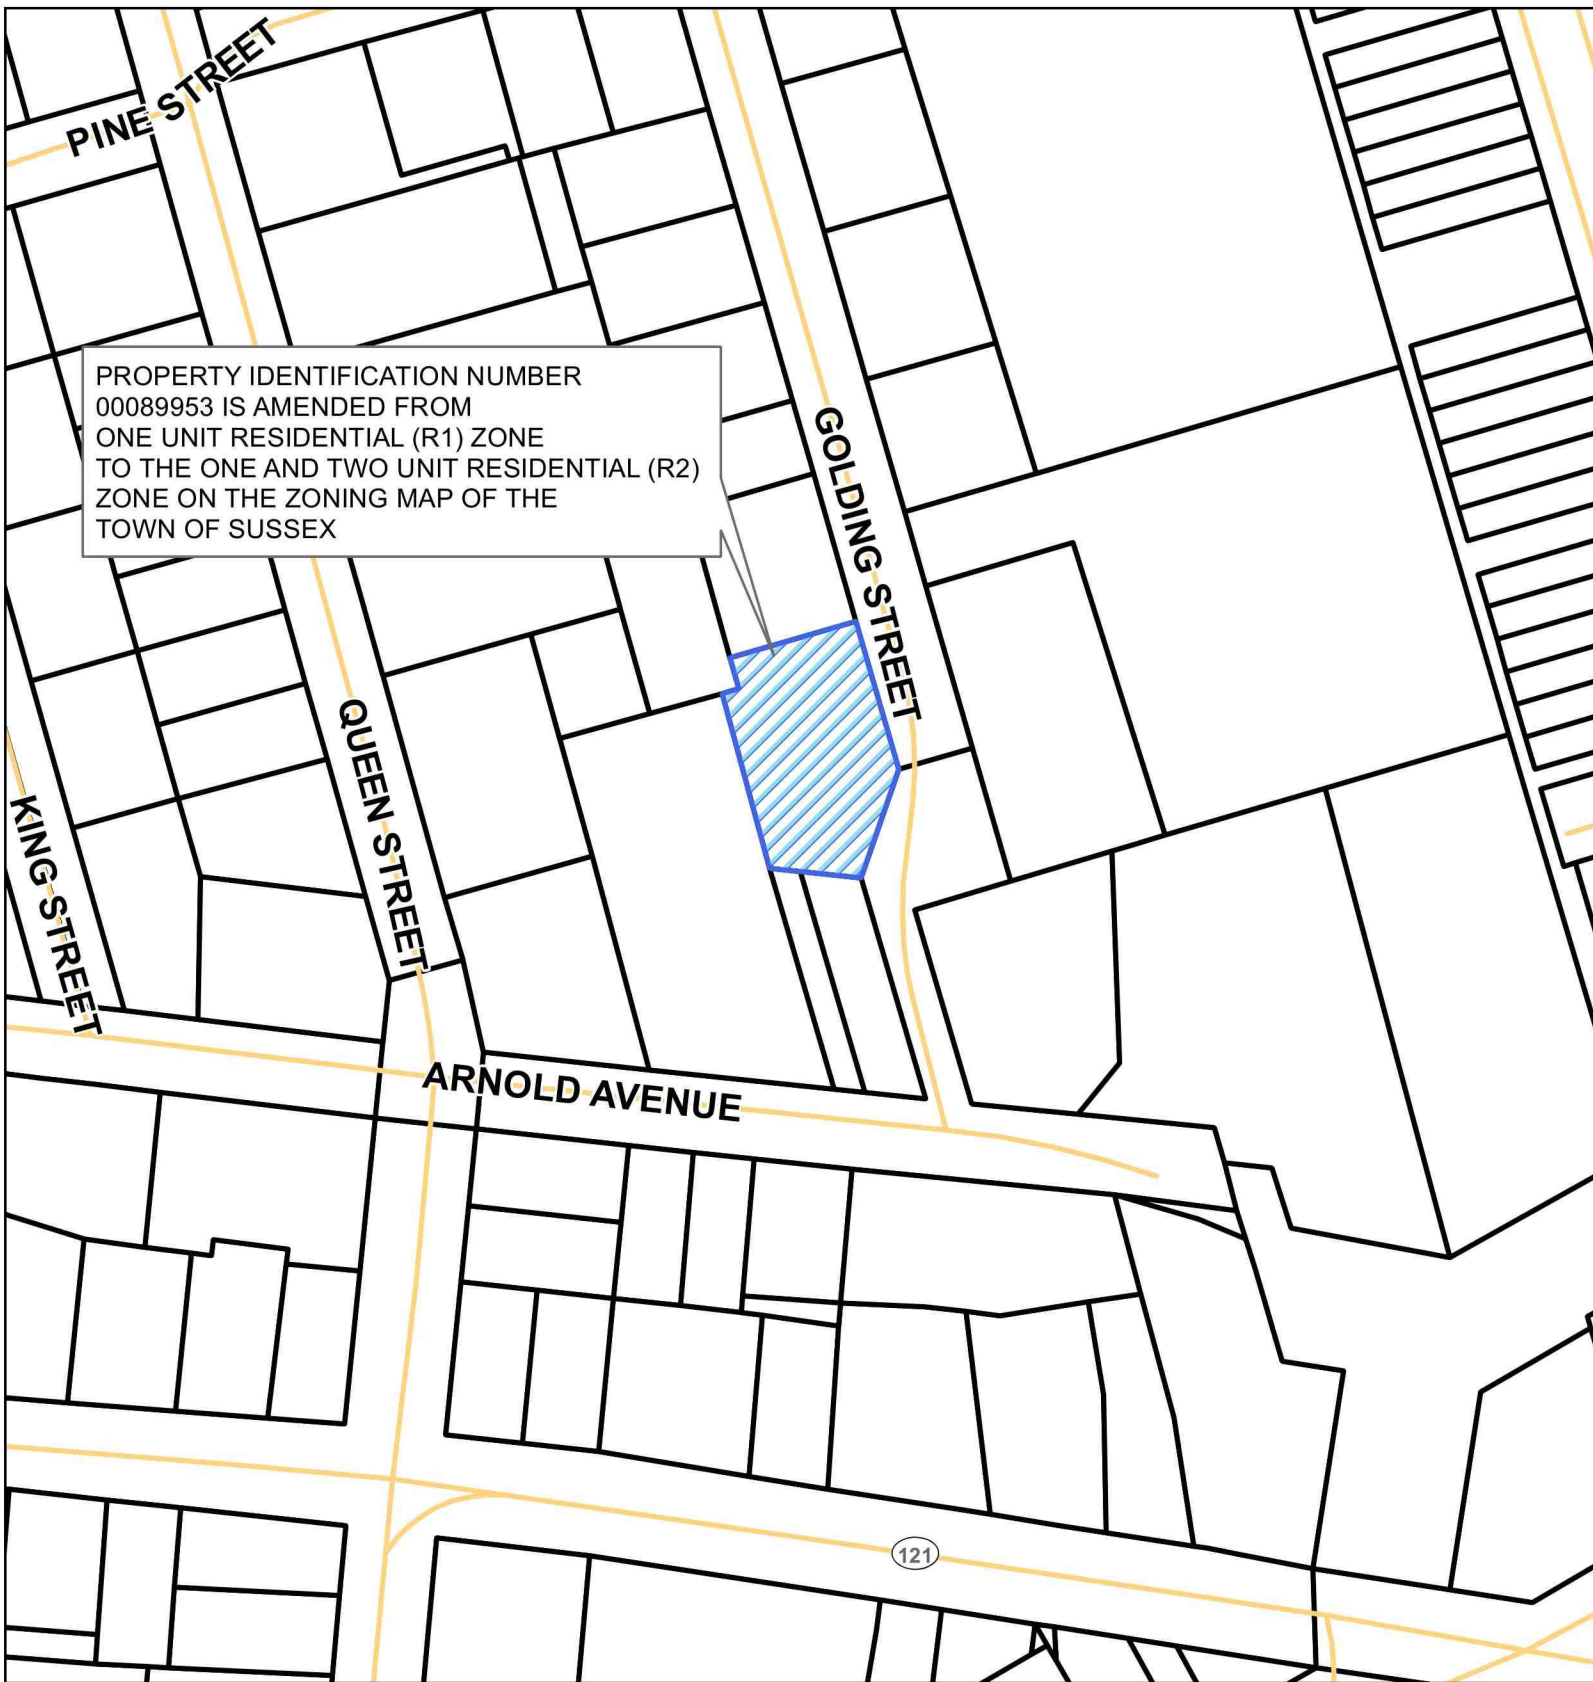 PINE STREET
PROPERTY IDENTIFICATION NUMBER
00089953 IS AMENDED FROM
ONE UNIT RESIDENTIAL (R1) ZONE
TO THE ONE AND TWO UNIT RESIDENTIAL (R2)
ZONE ON THE ZONING MAP OF THE
TOWN OF SUSSEX
GOLDING STREET
QUEEN STREET
KING STREET
ARNOLD AVENUE
121